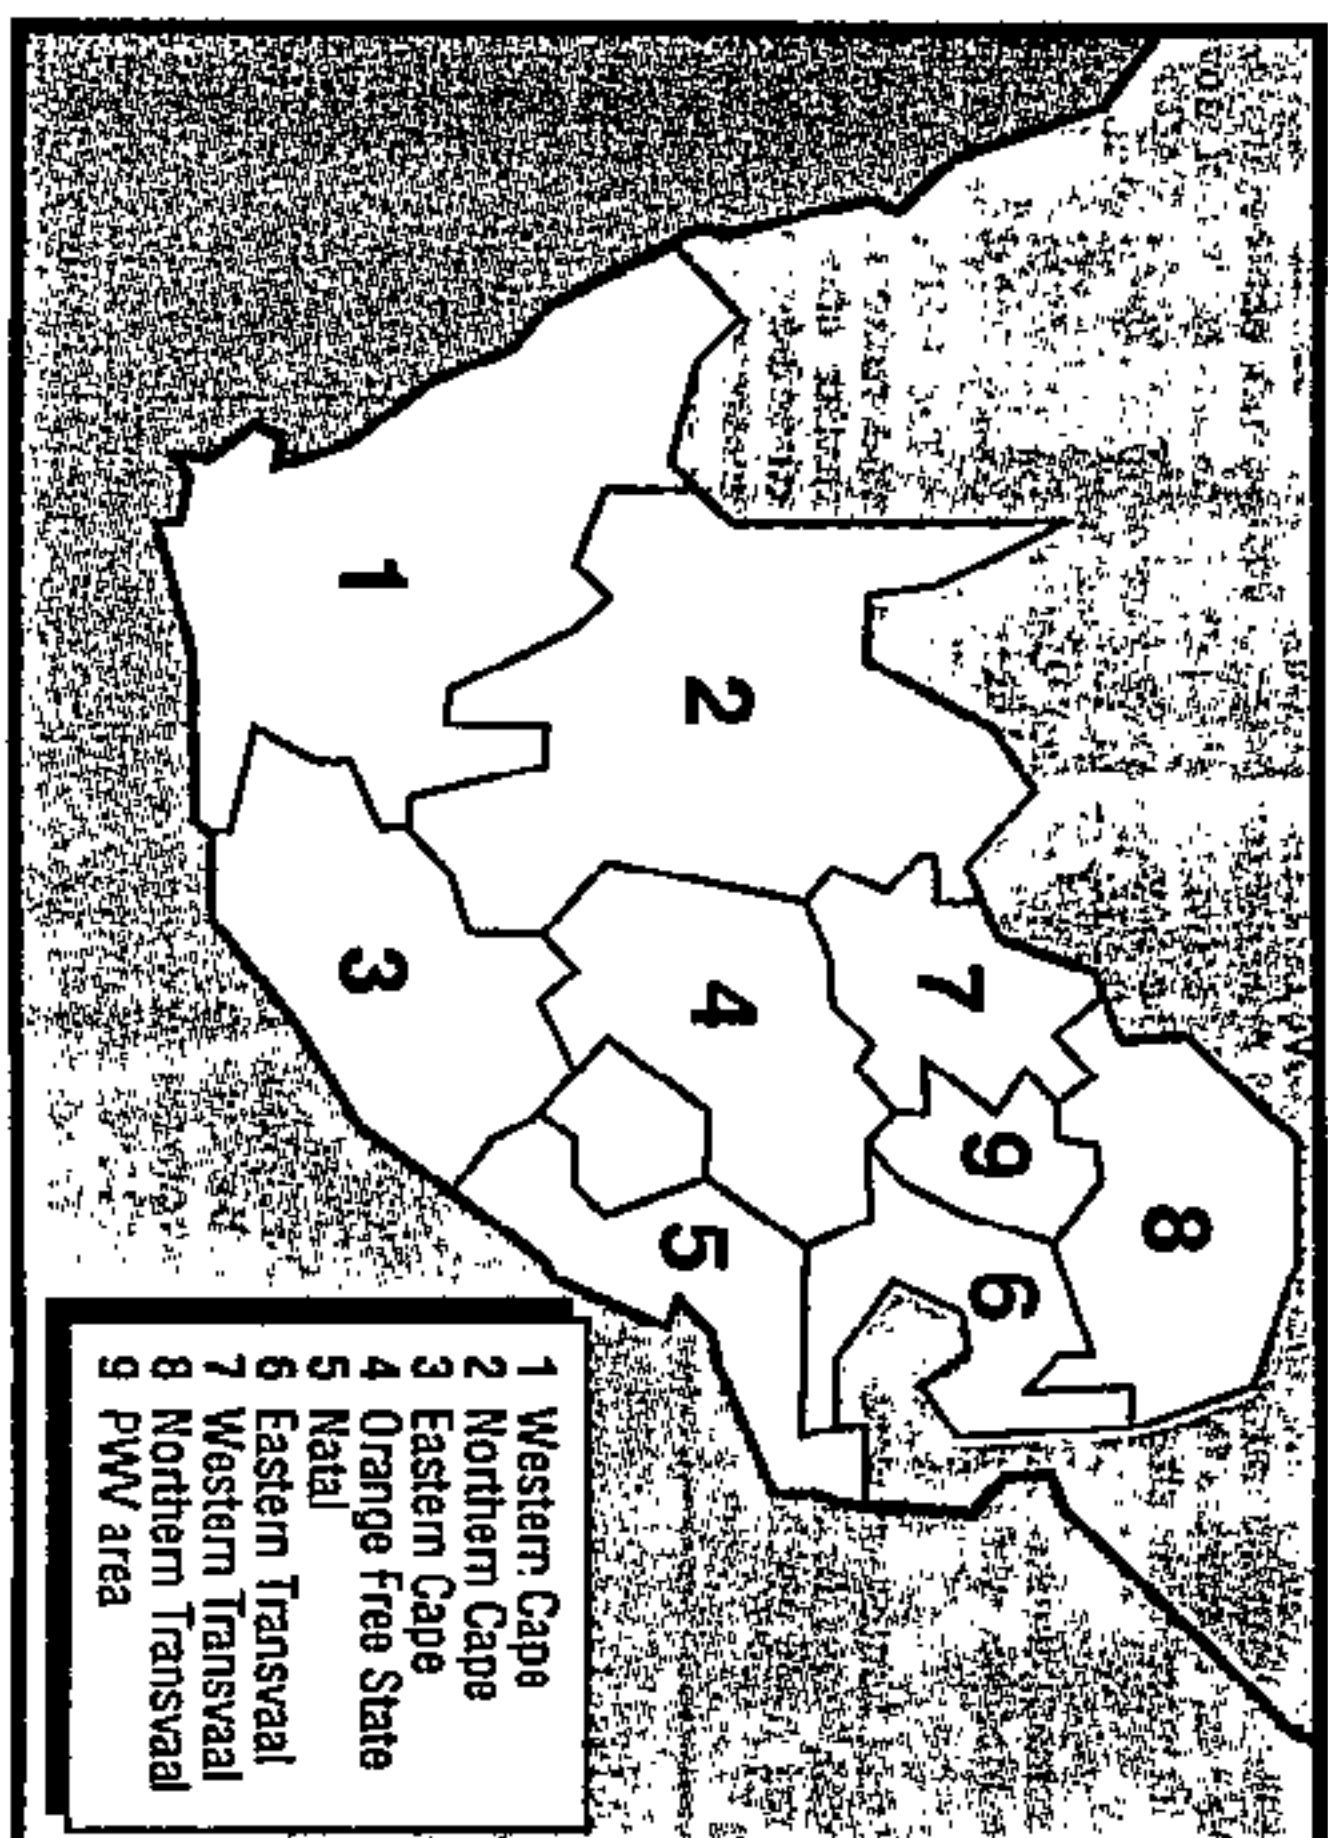 8
9
7
6
2
4
5
1
3
1 Western Cape
2 Northern Cape
3 Eastern Cape
4 Orange Free State
5 Natal
6 Eastern Transvaal
7 Western Transvaal
8 Northern Transvaal
9 PWV area